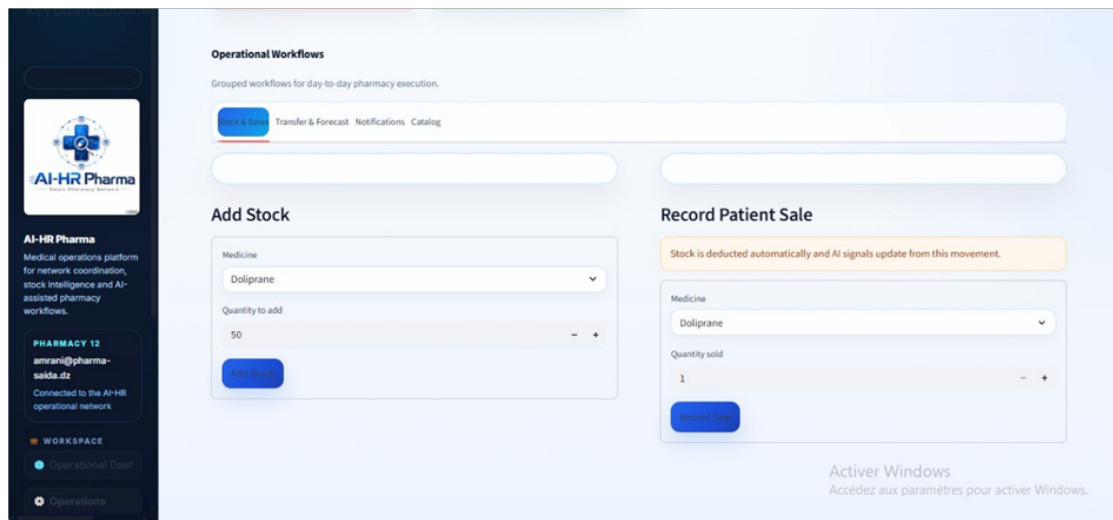 AI-HR Pharma
Smart Pharmacy Network
AI-HR Pharma
Medical operations platform
for network coordination,
stock intelligence and AI-
assisted pharmacy
workflows.
PHARMACY 12
amrani@pharma-
saida.dz
Connected to the AI-HR
operational network
WORKSPACE
Operational Dast
Operations
Operational Workflows
Grouped workflows for day-to-day pharmacy execution.
Stock & Sales Transfer & Forecast Notifications Catalog
Add Stock
Medicine
Doliprane
Quantity to add
50 − +
Add Stock
Record Patient Sale
Stock is deducted automatically and AI signals update from this movement.
Medicine
Doliprane
Quantity sold
1 − +
Record Sale
Activer Windows
Accédez aux paramètres pour activer Windows.